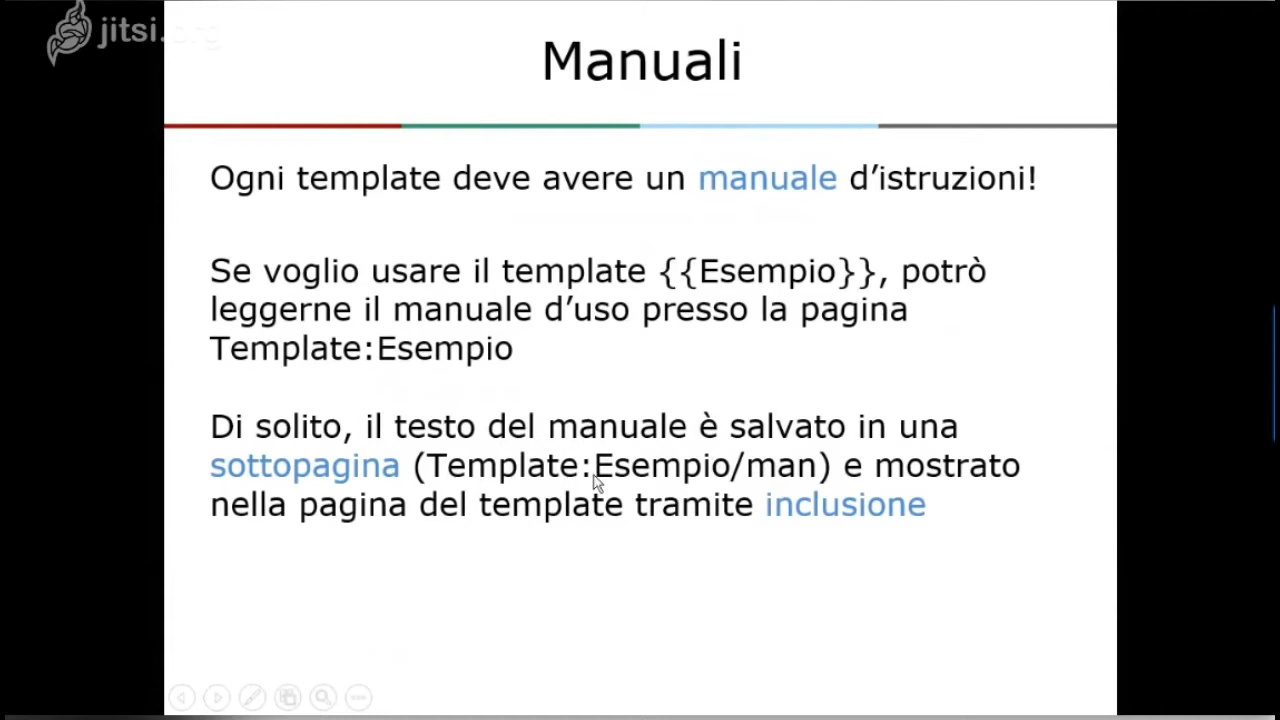 jitsi.org
Manuali
Ogni template deve avere un manuale d’istruzioni!
Se voglio usare il template {{Esempio}}, potrò
leggerne il manuale d’uso presso la pagina
Template:Esempio
Di solito, il testo del manuale è salvato in una
sottopagina (Template:Esempio/man) e mostrato
nella pagina del template tramite inclusione